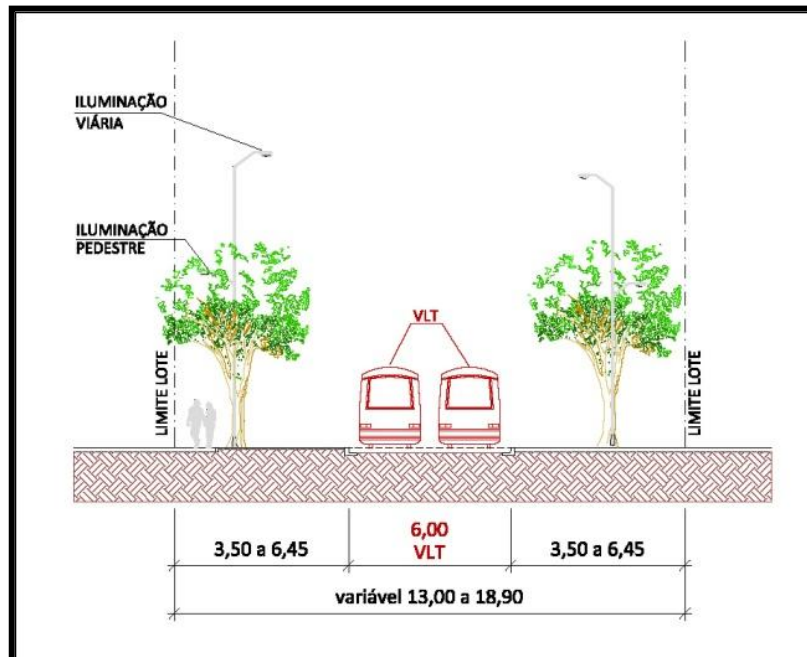 ILUMINAÇÃO
VIÁRIA
ILUMINAÇÃO
PEDESTRE
VLT
LIMITE LOTE
LIMITE LOTE
3,50 a 6,45
6,00
VLT
3,50 a 6,45
variável 13,00 a 18,90